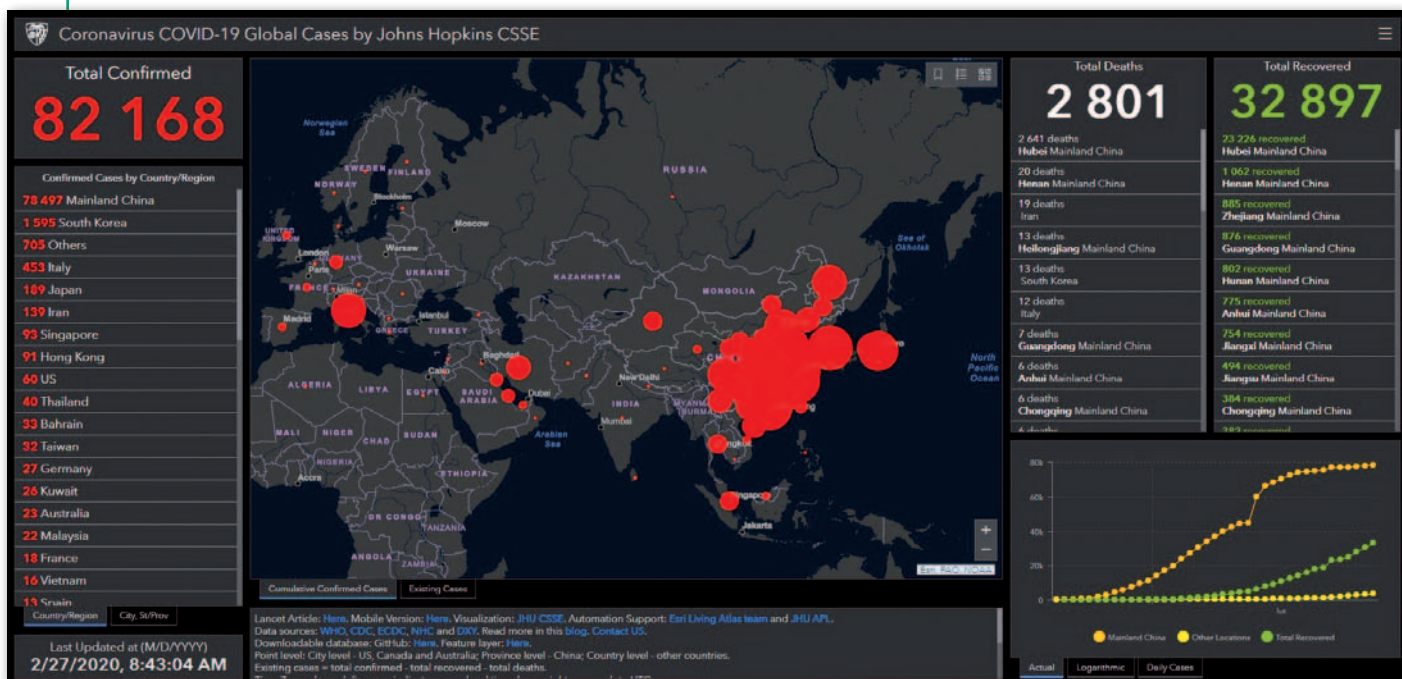 Coronavirus COVID-19 Global Cases by Johns Hopkins CSSE
Total Confirmed
82 168
Confirmed Cases by Country/Region
78 497 Mainland China
1 595 South Korea
705 Others
453 Italy
189 Japan
139 Iran
93 Singapore
91 Hong Kong
60 US
40 Thailand
33 Bahrain
32 Taiwan
27 Germany
26 Kuwait
23 Australia
22 Malaysia
18 France
16 Vietnam
13 Spain
Country/Region
City, St/Prov
Last Updated at (M/D/YYYY)
2/27/2020, 8:43:04 AM
Norwegian
Sea
SWEDEN
FINLAND
NORWAY
Stockholm
RUSSIA
Moscow
UNITED
KINGDOM
London
Warsaw
Paris
UKRAINE
FRANCE
Milan
KAZAKHSTAN
MONGOLIA
Sea of
Okhotsk
Madrid
Istanbul
GREECE
TURKEY
Baghdad
Cairo
New Delhi
North
Pacific
Ocean
ALGERIA
LIBYA
EGYPT
SAUDI
ARABIA
Dubai
INDIA
Mumbai
MALI
NIGER
CHAD
SUDAN
Arabian
Sea
NIGERIA
ETHIOPIA
Accra
DR CONGO
TANZANIA
ANGOLA
ZAMBIA
Jakarta
Esri, FAO, NOAA
Cumulative Confirmed Cases
Existing Cases
Lancet Article: Here. Mobile Version: Here. Visualization: JHU CSSE. Automation Support: Esri Living Atlas team and JHU APL.
Data sources: WHO, CDC, ECDC, NHC and DXY. Read more in this blog. Contact US.
Downloadable database: GitHub: Here. Feature layer: Here.
Point level: City level - US, Canada and Australia; Province level - China; Country level - other countries.
Existing cases = total confirmed - total recovered - total deaths.
Total Deaths
2 801
2 641 deaths
Hubei Mainland China
20 deaths
Henan Mainland China
19 deaths
Iran
13 deaths
Heilongjiang Mainland China
13 deaths
South Korea
12 deaths
Italy
7 deaths
Guangdong Mainland China
6 deaths
Anhui Mainland China
6 deaths
Chongqing Mainland China
6 deaths
Total Recovered
32 897
23 226 recovered
Hubei Mainland China
1 062 recovered
Henan Mainland China
885 recovered
Zhejiang Mainland China
876 recovered
Guangdong Mainland China
802 recovered
Hunan Mainland China
775 recovered
Anhui Mainland China
754 recovered
Jiangxi Mainland China
494 recovered
Jiangsu Mainland China
384 recovered
Chongqing Mainland China
382 recovered
80k
60k
40k
20k
0
Mainland China
Other Locations
Total Recovered
Actual
Logarithmic
Daily Cases